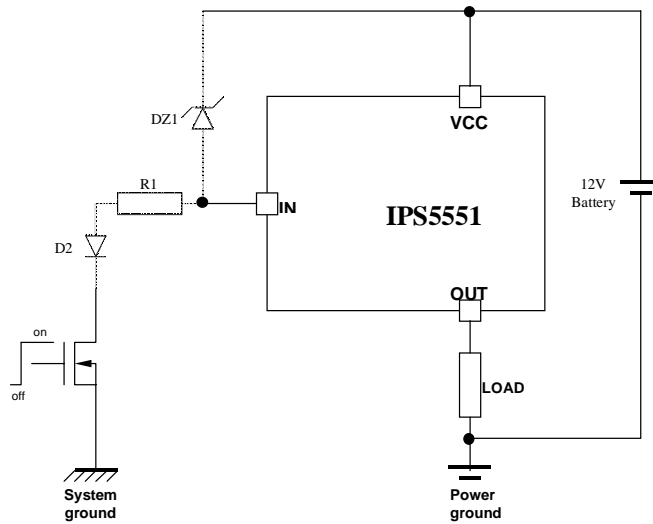 DZ1
VCC
R1
IN
IPS5551
12V
Battery
D2
OUT
on
off
LOAD
System
ground
Power
ground